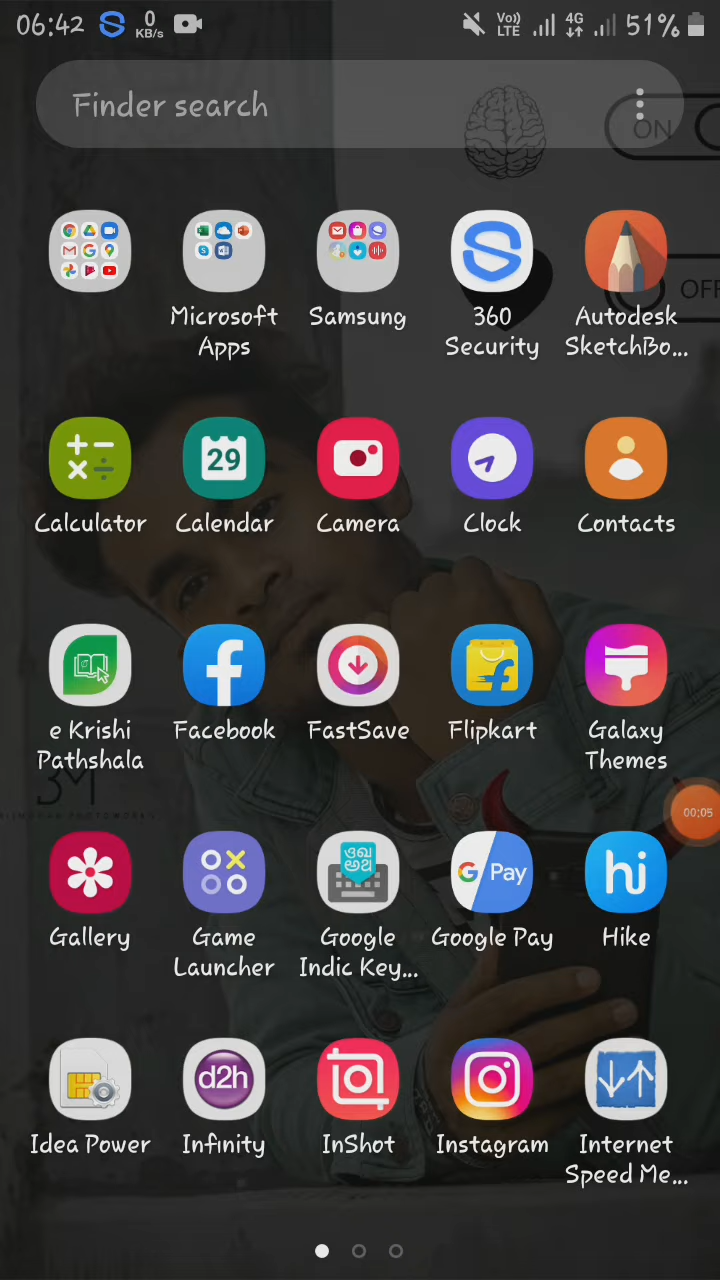 06:42 0 KB/s Vo)) LTE 4G 51%
Finder search
ON
OFF
Microsoft Apps
Samsung
360 Security
Autodesk SketchBo...
29
Calculator
Calendar
Camera
Clock
Contacts
e Krishi Pathshala
Facebook
FastSave
Flipkart
Galaxy Themes
00:05
G Pay
hi
Gallery
Game Launcher
Google Indic Key...
Google Pay
Hike
d2h
Idea Power
Infinity
InShot
Instagram
Internet Speed Me...